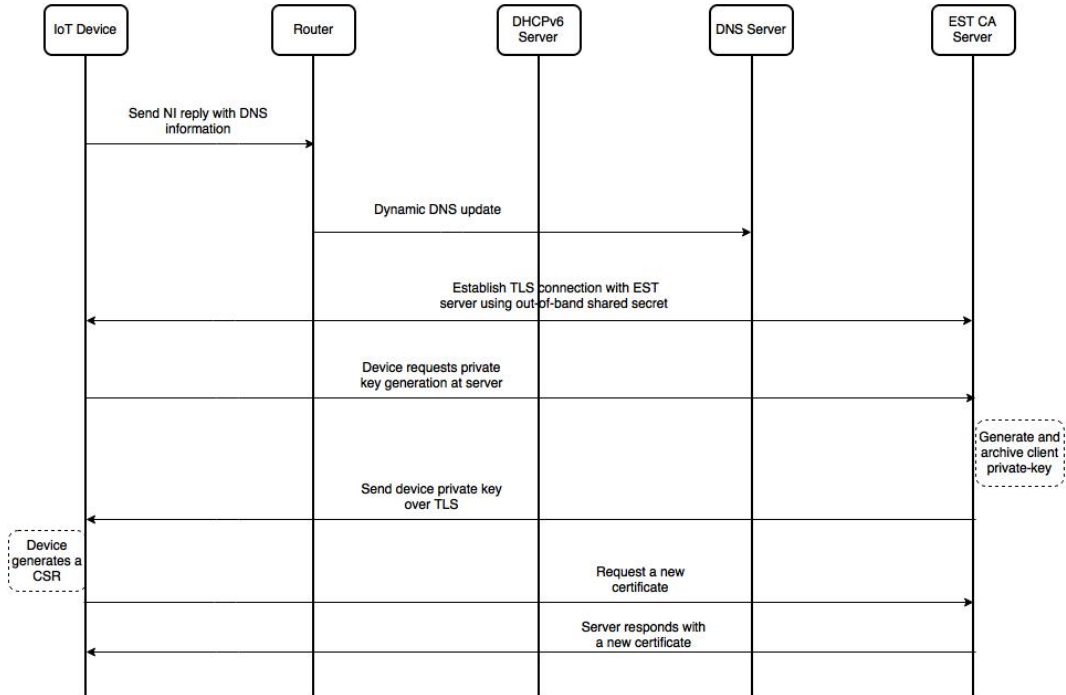 IoT Device
Router
DHCPv6
Server
DNS Server
EST CA
Server
Send NI reply with DNS
information
Dynamic DNS update
Establish TLS connection with EST
server using out-of-band shared secret
Device requests private
key generation at server
Generate and
archive client
private-key
Send device private key
over TLS
Device
generates a
CSR
Request a new
certificate
Server responds with
a new certificate